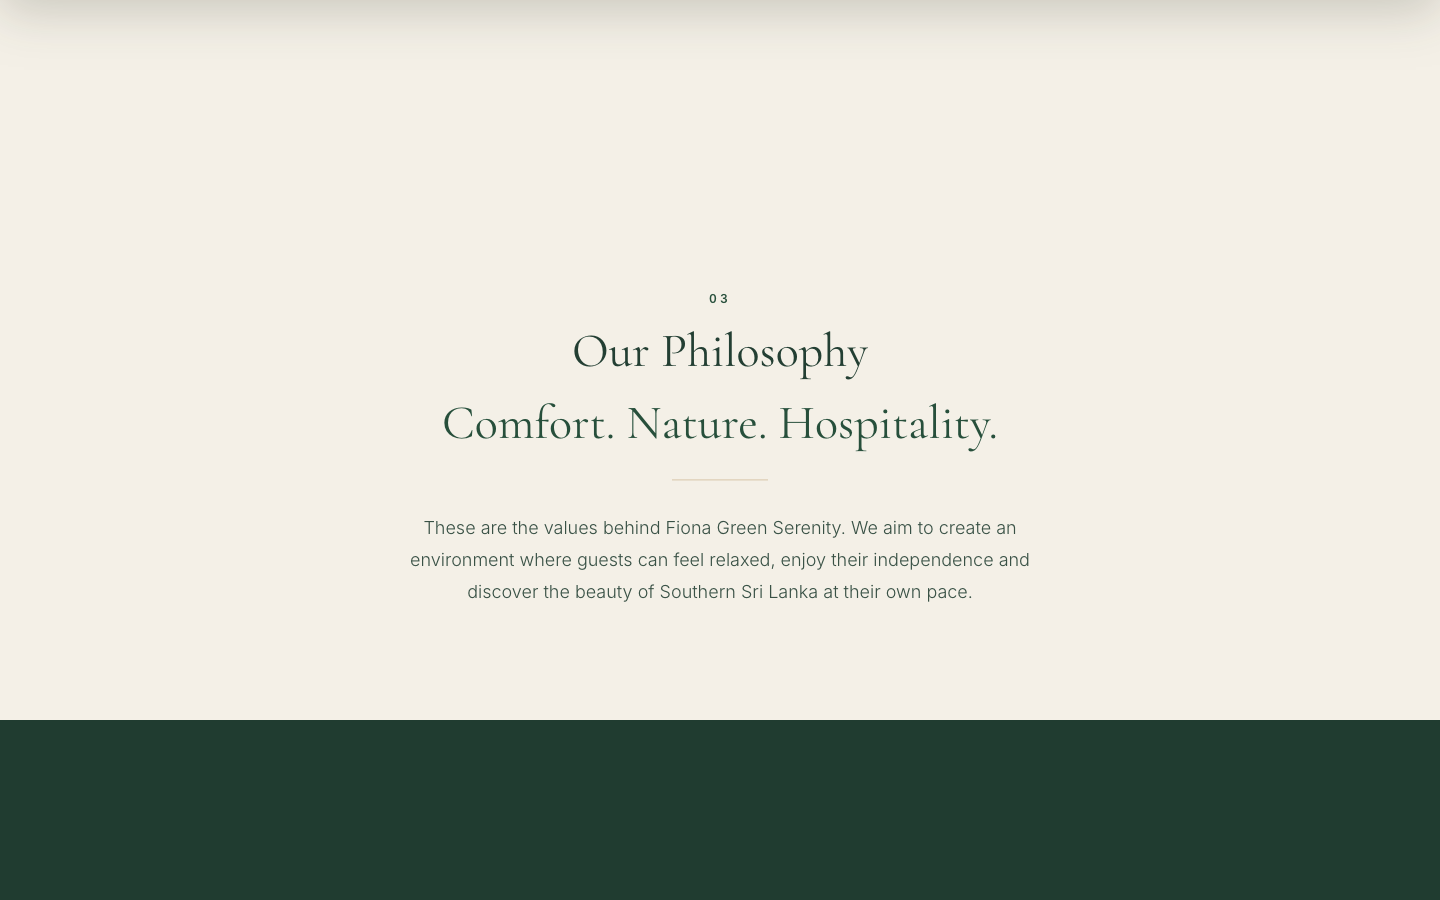 03
Our Philosophy
Comfort. Nature. Hospitality.
These are the values behind Fiona Green Serenity. We aim to create an
environment where guests can feel relaxed, enjoy their independence and
discover the beauty of Southern Sri Lanka at their own pace.